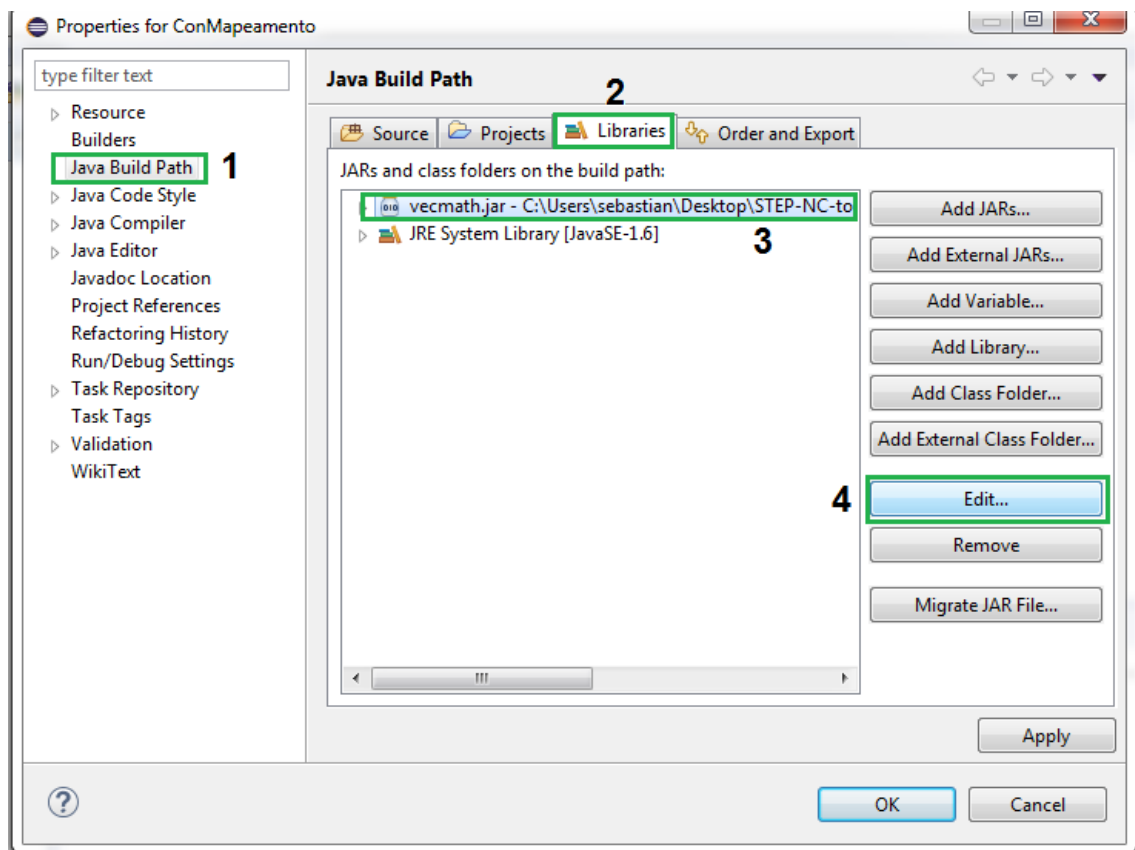 Properties for ConMapeamento
type filter text
Resource
Builders
Java Build Path 1
Java Code Style
Java Compiler
Java Editor
Javadoc Location
Project References
Refactoring History
Run/Debug Settings
Task Repository
Task Tags
Validation
WikiText
Java Build Path
2
Source Projects Libraries Order and Export
JARs and class folders on the build path:
vecmath.jar - C:\Users\sebastian\Desktop\STEP-NC-to
JRE System Library [JavaSE-1.6] 3
Add JARs...
Add External JARs...
Add Variable...
Add Library...
Add Class Folder...
Add External Class Folder...
4 Edit...
Remove
Migrate JAR File...
Apply
OK Cancel